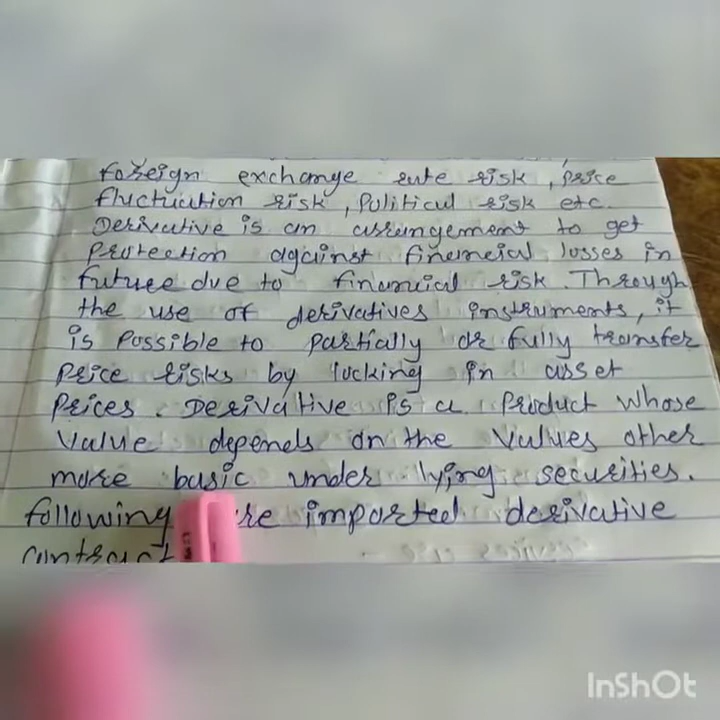 foreign exchange rate risk, price
fluctuation risk, political risk etc.
Derivative is an arrangement to get
protection against financial losses in
future due to financial risk. Through
the use of derivatives instruments, it
is possible to partially or fully transfer
price risks by locking in asset
prices. Derivative is a product whose
value depends on the values other
more basic under lying securities.
following are imported derivative
contract
InShOt